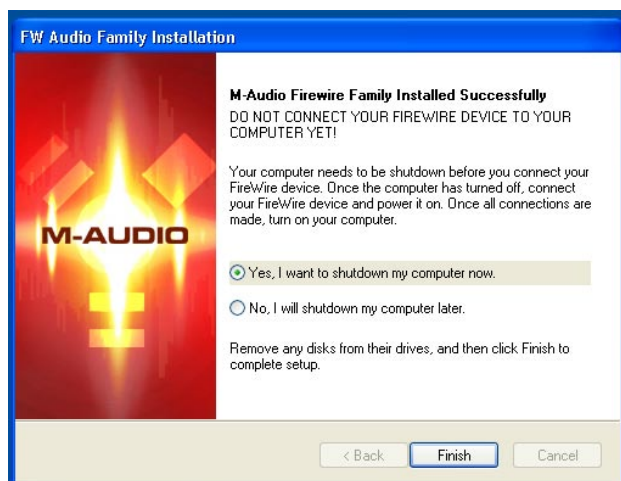 FW Audio Family Installation
M-AUDIO
M-Audio Firewire Family Installed Successfully
DO NOT CONNECT YOUR FIREWIRE DEVICE TO YOUR
COMPUTER YET!
Your computer needs to be shutdown before you connect your
FireWire device. Once the computer has turned off, connect
your FireWire device and power it on. Once all connections are
made, turn on your computer.
Yes, I want to shutdown my computer now.
No, I will shutdown my computer later.
Remove any disks from their drives, and then click Finish to
complete setup.
< Back
Finish
Cancel